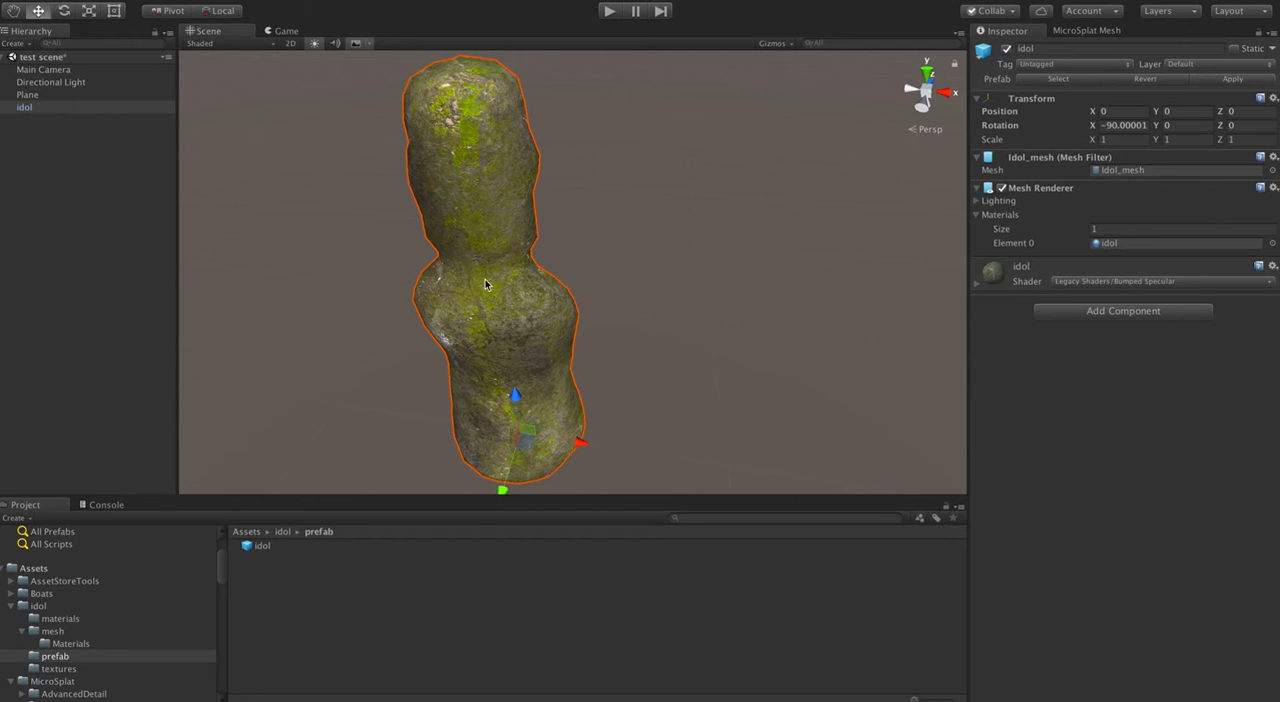 Pivot Local Collab Account Layers Layout
Hierarchy Scene Game Inspector MicroSplat Mesh
Create All Shaded 2D Gizmos All idol Static
test scene*
Main Camera
Directional Light
Plane
idol
y
z
x
Persp
Tag Untagged Layer Default
Prefab Select Revert Apply
Transform
Position X 0 Y 0 Z 0
Rotation X -90.00001 Y 0 Z 0
Scale X 1 Y 1 Z 1
Idol_mesh (Mesh Filter)
Mesh Idol_mesh
Mesh Renderer
Lighting
Materials
Size 1
Element 0 idol
idol
Shader Legacy Shaders/Bumped Specular
Add Component
Project Console
Create
All Prefabs
All Scripts
Assets
AssetStoreTools
Boats
idol
materials
mesh
Materials
prefab
textures
MicroSplat
AdvancedDetail
Assets idol prefab
idol